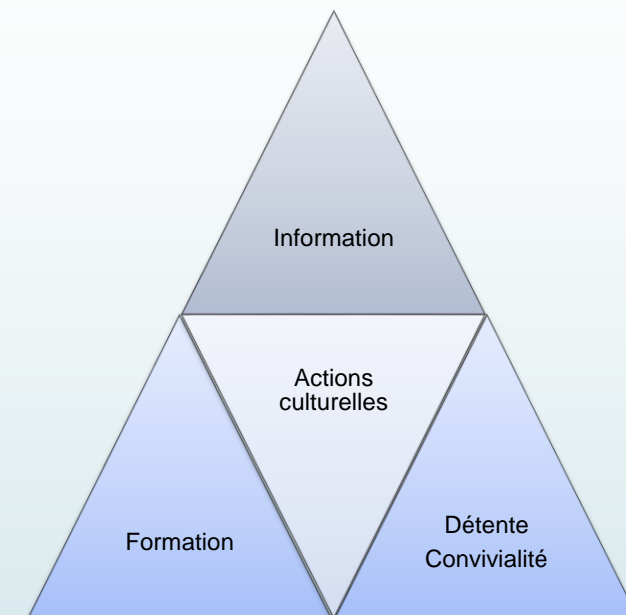 Information
Actions
culturelles
Formation
Détente
Convivialité